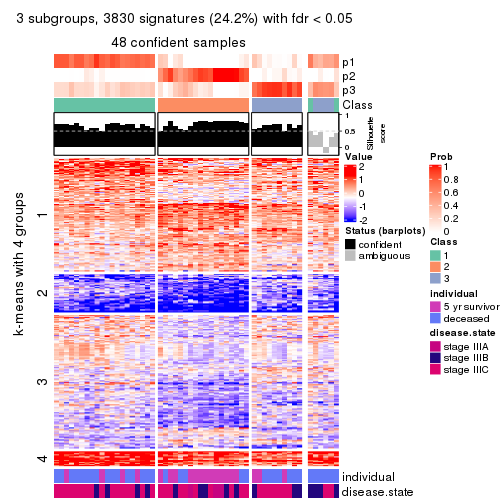 3 subgroups, 3830 signatures (24.2%) with fdr < 0.05
48 confident samples
p1
p2
p3
Class
1
0.5
0
Silhouette
score
k-means with 4 groups
1
2
3
4
individual
disease.state
Value
2
1
0
-1
-2
Status (barplots)
confident
ambiguous
Prob
1
0.8
0.6
0.4
0.2
0
Class
1
2
3
individual
5 yr survivor
deceased
disease.state
stage IIIA
stage IIIB
stage IIIC